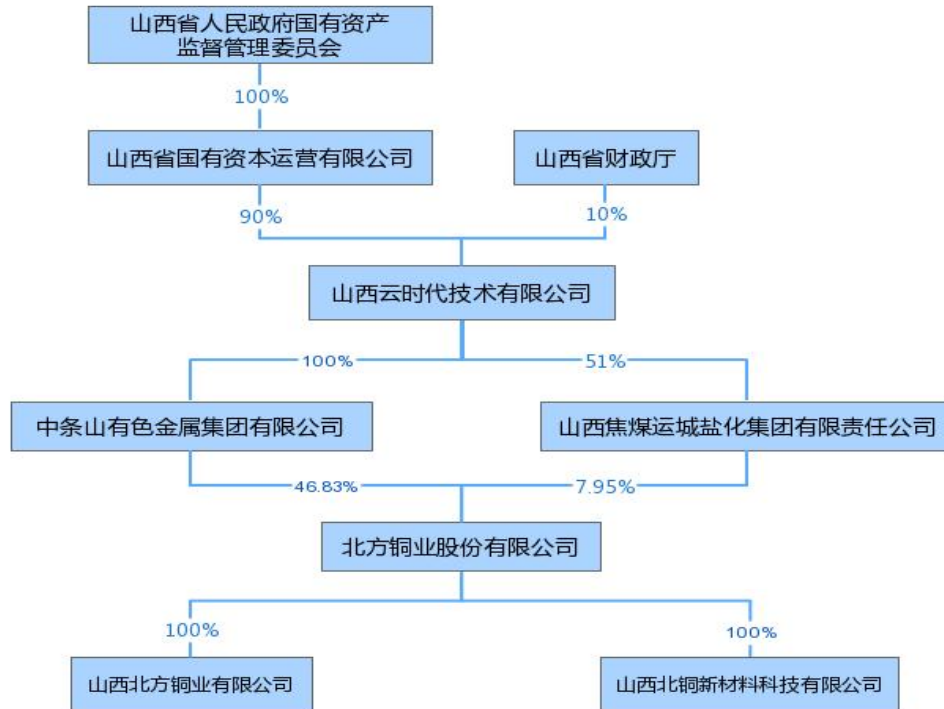 山西省人民政府国有资产
监督管理委员会
100%
山西省国有资本运营有限公司
山西省财政厅
90%
10%
山西云时代技术有限公司
100%
51%
中条山有色金属集团有限公司
山西焦煤运城盐化集团有限责任公司
46.83%
7.95%
北方铜业股份有限公司
100%
100%
山西北方铜业有限公司
山西北铜新材料科技有限公司